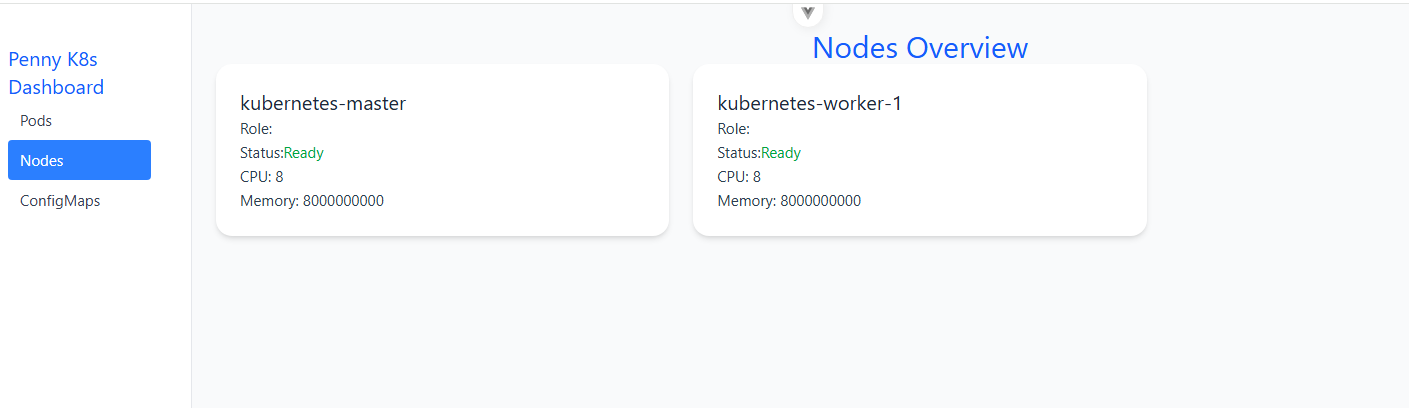 Penny K8s
Dashboard
Pods
Nodes
ConfigMaps
Nodes Overview
kubernetes-master
Role:
Status:Ready
CPU: 8
Memory: 8000000000
kubernetes-worker-1
Role:
Status:Ready
CPU: 8
Memory: 8000000000